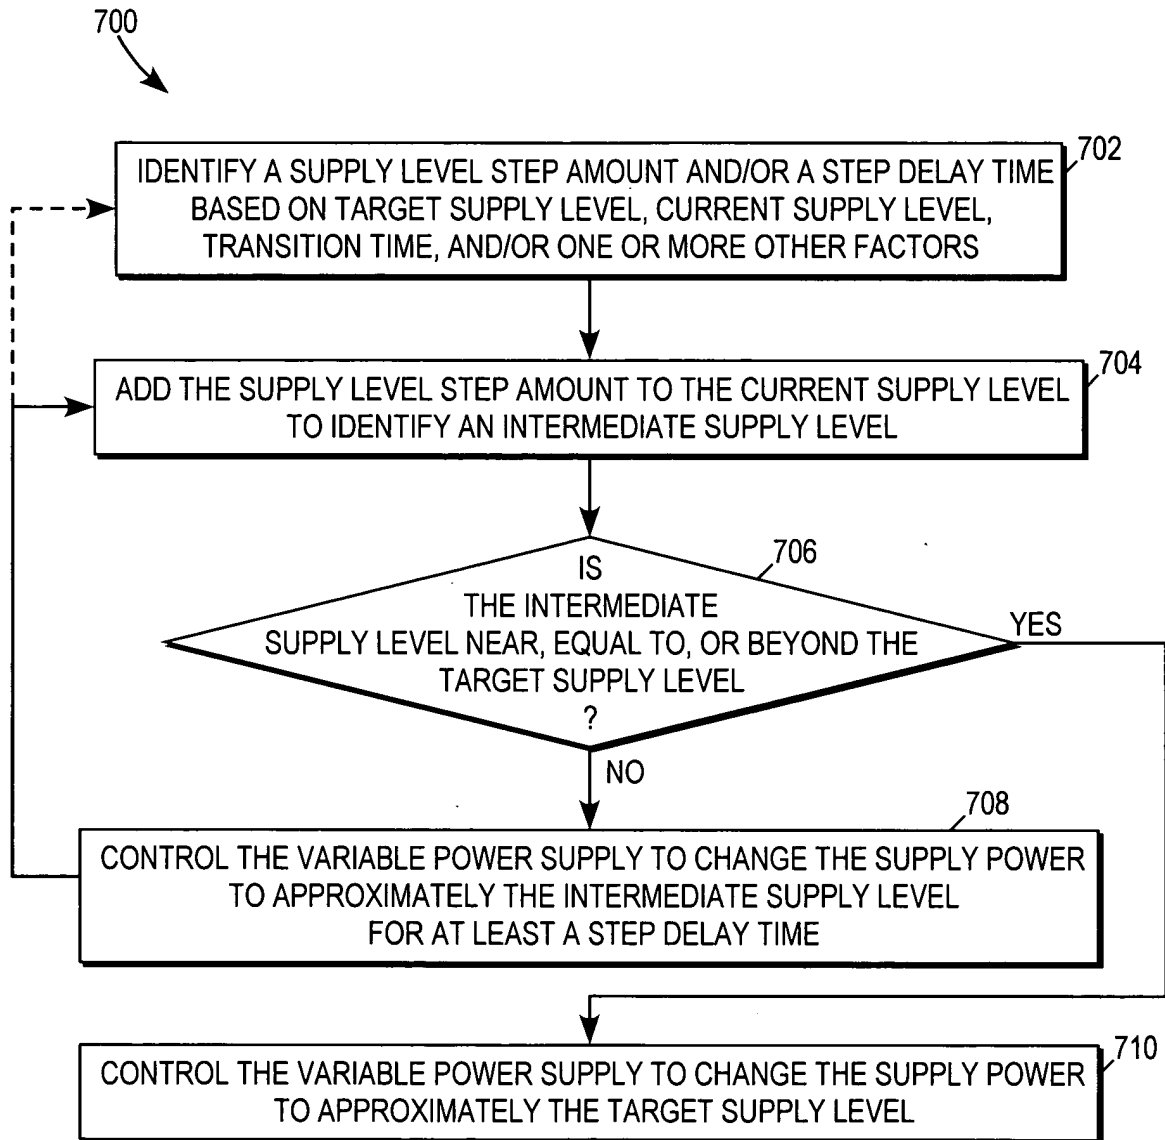 700
702
IDENTIFY A SUPPLY LEVEL STEP AMOUNT AND/OR A STEP DELAY TIME
BASED ON TARGET SUPPLY LEVEL, CURRENT SUPPLY LEVEL,
TRANSITION TIME, AND/OR ONE OR MORE OTHER FACTORS
704
ADD THE SUPPLY LEVEL STEP AMOUNT TO THE CURRENT SUPPLY LEVEL
TO IDENTIFY AN INTERMEDIATE SUPPLY LEVEL
706
IS
THE INTERMEDIATE
SUPPLY LEVEL NEAR, EQUAL TO, OR BEYOND THE
TARGET SUPPLY LEVEL
?
YES
NO
708
CONTROL THE VARIABLE POWER SUPPLY TO CHANGE THE SUPPLY POWER
TO APPROXIMATELY THE INTERMEDIATE SUPPLY LEVEL
FOR AT LEAST A STEP DELAY TIME
710
CONTROL THE VARIABLE POWER SUPPLY TO CHANGE THE SUPPLY POWER
TO APPROXIMATELY THE TARGET SUPPLY LEVEL